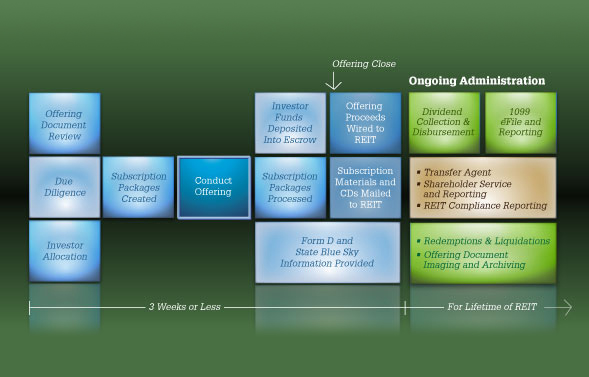 Offering Close
Ongoing Administration
Offering
Document
Review
Investor
Funds
Deposited
Into Escrow
Offering
Proceeds
Wired to
REIT
Dividend
Collection &
Disbursement
1099
eFile and
Reporting
Due
Diligence
Subscription
Packages
Created
Conduct
Offering
Subscription
Packages
Processed
Subscription
Materials and
CDs Mailed
to REIT
▪ Transfer Agent
▪ Shareholder Service
and Reporting
▪ REIT Compliance Reporting
Investor
Allocation
Form D and
State Blue Sky
Information Provided
▪ Redemptions & Liquidations
▪ Offering Document
Imaging and Archiving
3 Weeks or Less
For Lifetime of REIT